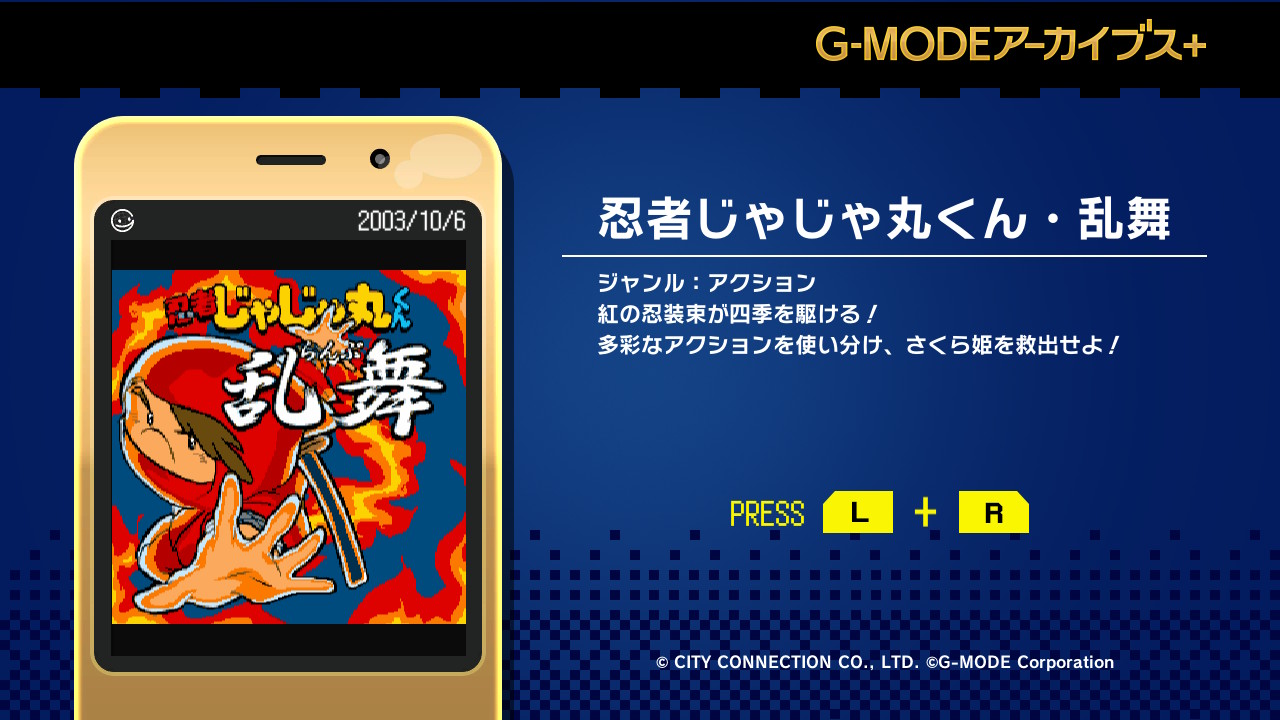 G-MODEアーカイブス+
2003/10/6
忍者じゃじゃ丸くん
らんぶ
乱舞
忍者じゃじゃ丸くん・乱舞
ジャンル：アクション
紅の忍装束が四季を駆ける！
多彩なアクションを使い分け、さくら姫を救出せよ！
PRESS L + R
© CITY CONNECTION CO., LTD. ©G-MODE Corporation